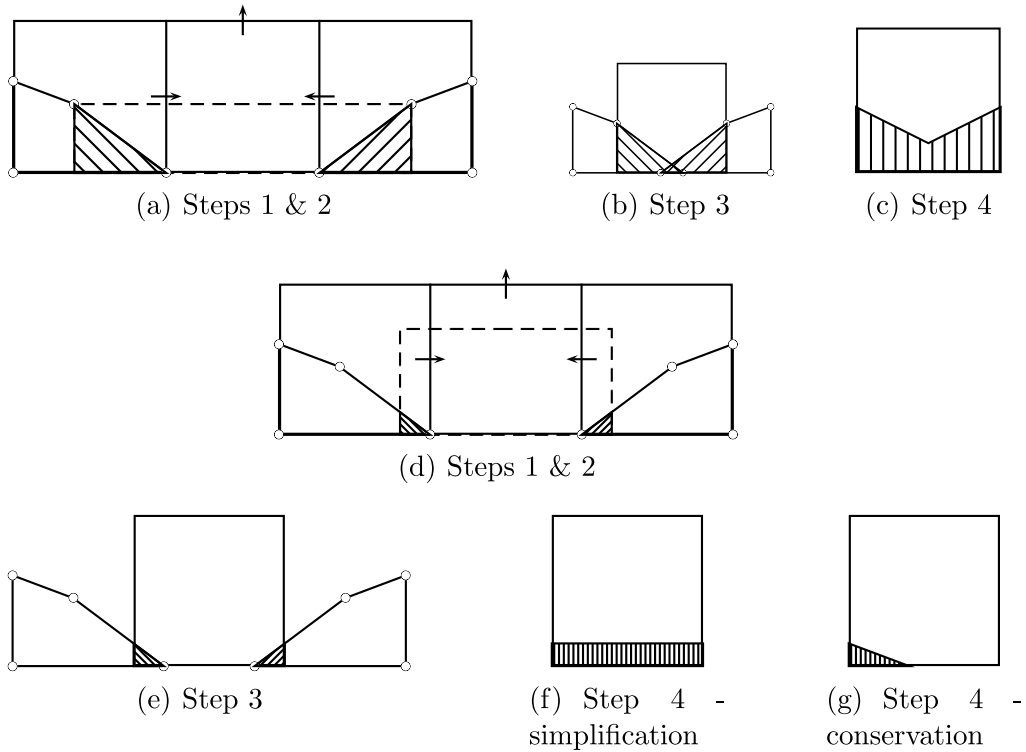 (a) Steps 1 & 2
(b) Step 3
(c) Step 4
(d) Steps 1 & 2
(e) Step 3
(f) Step 4 -
simplification
(g) Step 4 -
conservation